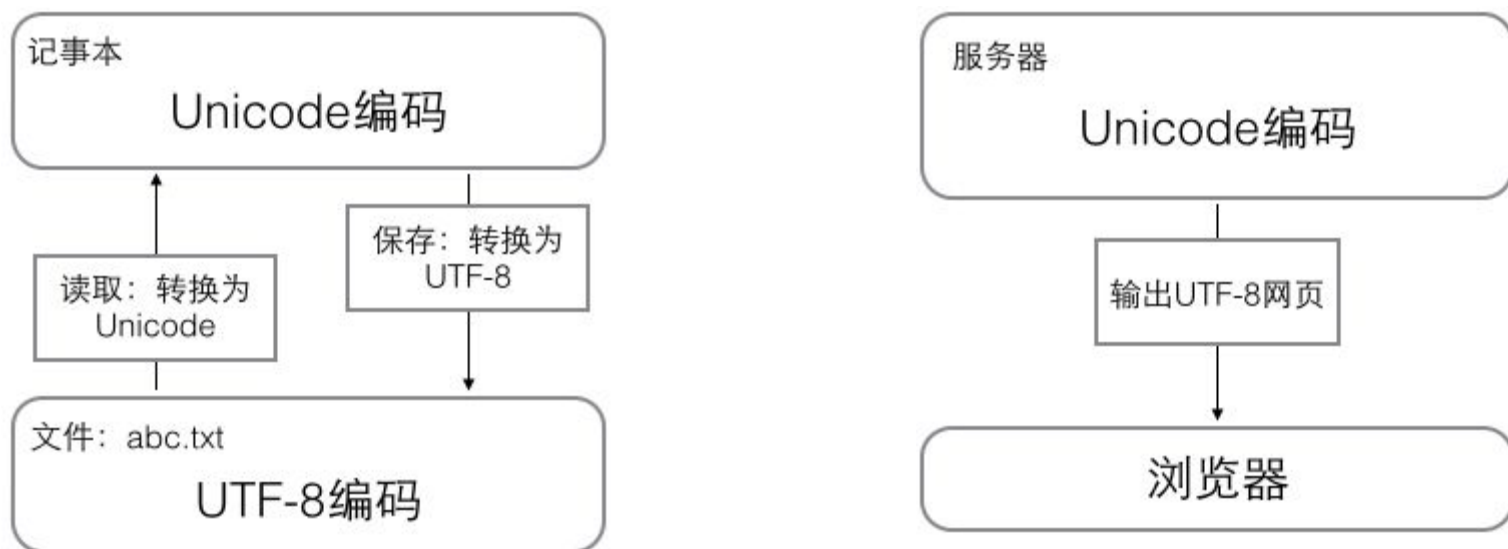 记事本
Unicode编码
读取：转换为
Unicode
保存：转换为
UTF-8
文件：abc.txt
UTF-8编码
服务器
Unicode编码
输出UTF-8网页
浏览器